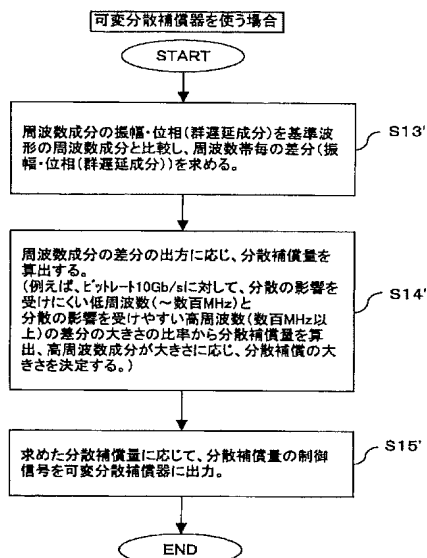 可変分散補償器を使う場合
START
周波数成分の振幅・位相(群遅延成分)を基準波
形の周波数成分と比較し、周波数帯毎の差分(振
幅・位相(群遅延成分))を求める。
S13'
周波数成分の差分の出方に応じ、分散補償量を
算出する。
(例えば、ビットレート10Gb/sに対して、分散の影響を
受けにくい低周波数(～数百MHz)と
分散の影響を受けやすい高周波数(数百MHz以
上)の差分の大きさの比率から分散補償量を算
出、高周波数成分が大きさに応じ、分散補償の大
きさを決定する。)
S14'
求めた分散補償量に応じて、分散補償量の制御
信号を可変分散補償器に出力。
S15'
END